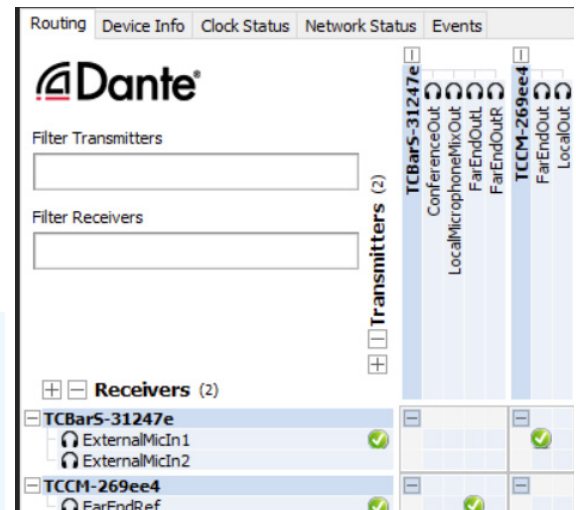 Routing Device Info Clock Status Network Status Events
Dante®
Filter Transmitters
Filter Receivers
Transmitters (2)
TCBarS-31247e
ConferenceOut
LocalMicrophoneMixOut
FarEndOutL
FarEndOutR
TCCM-269ee4
FarEndOut
LocalOut
Receivers (2)
TCBarS-31247e
ExternalMicIn1
ExternalMicIn2
TCCM-269ee4
FarEndRef